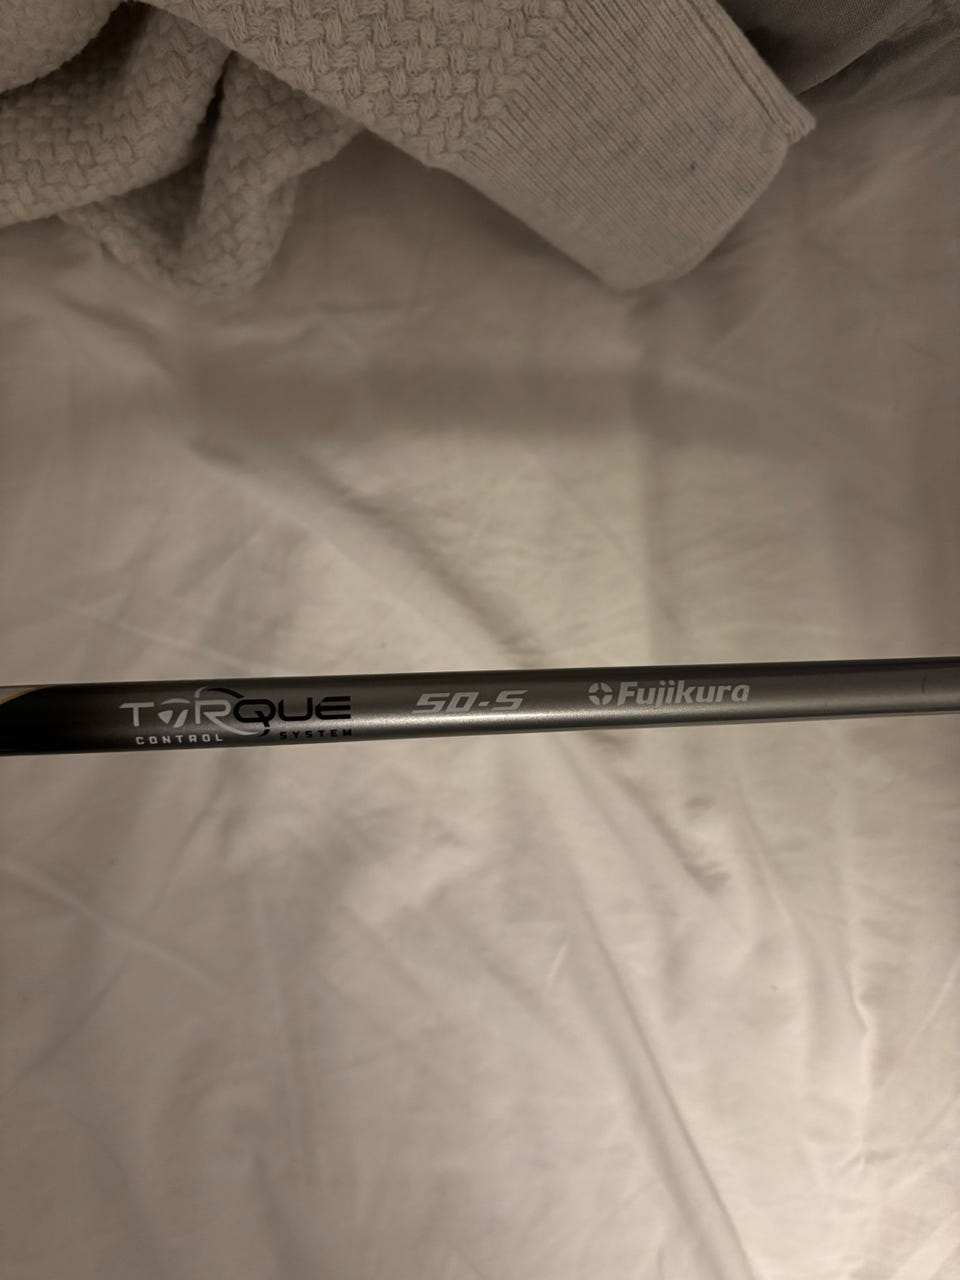 TORQUE
CONTROL SYSTEM
50-S
Fujikura